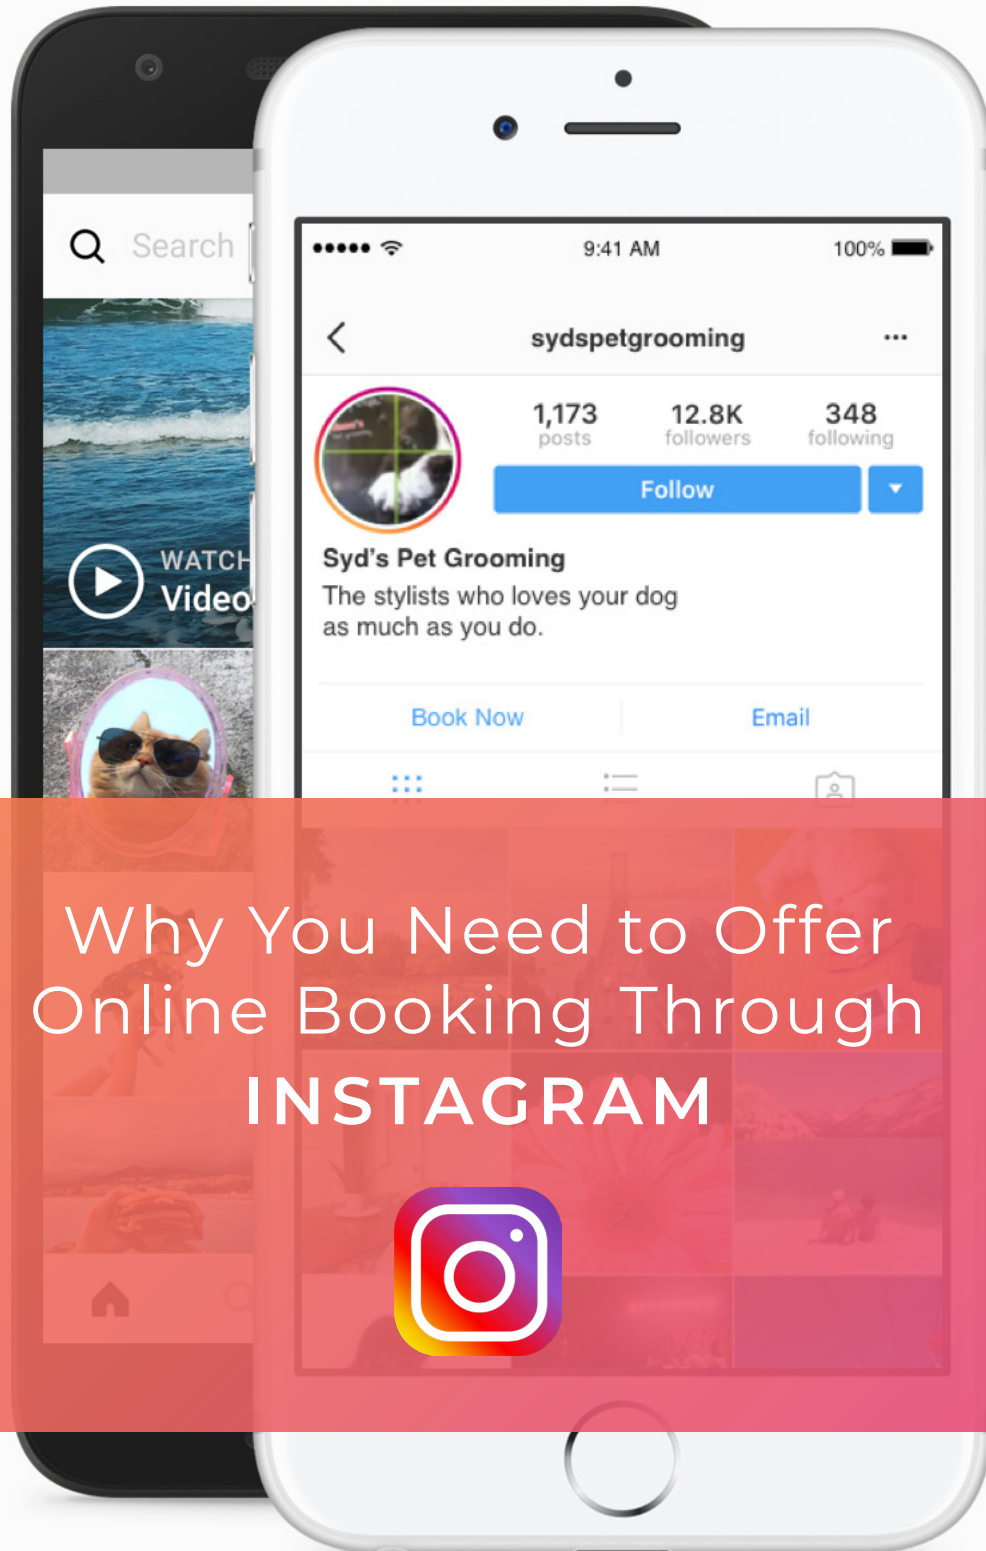 Search
WATCH
Video
9:41 AM
100%
sydspetgrooming
1,173 12.8K 348
posts followers following
Follow
Syd's Pet Grooming
The stylists who loves your dog
as much as you do.
Book Now Email
Why You Need to Offer
Online Booking Through
INSTAGRAM